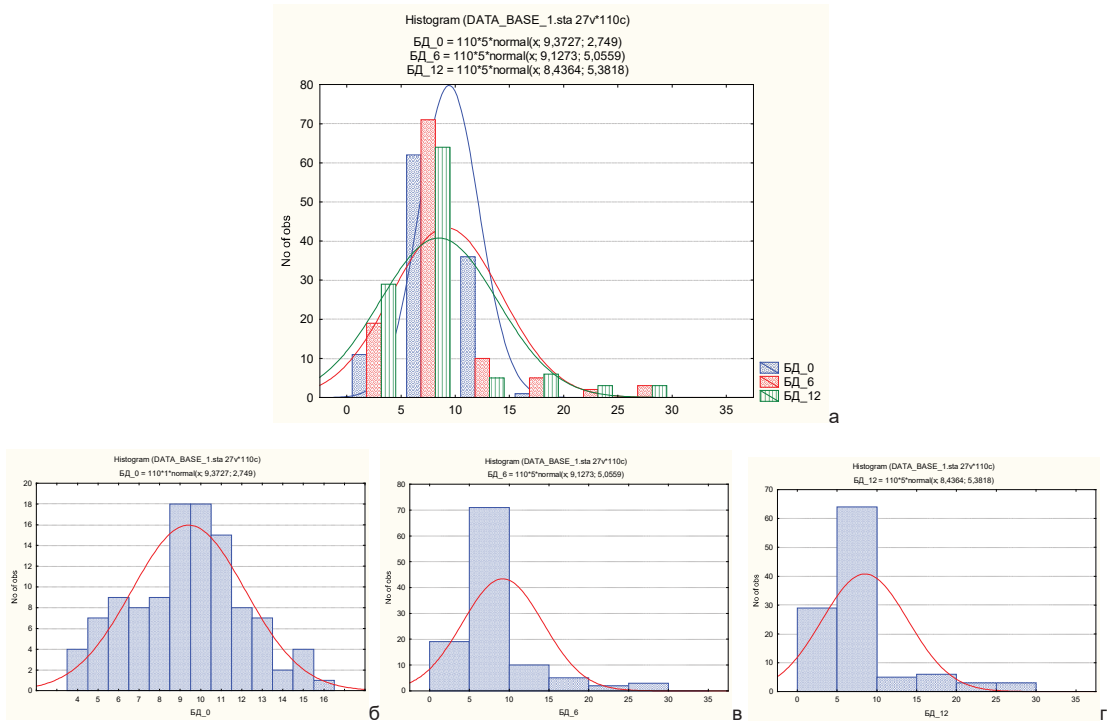 Histogram (DATA_BASE_1.sta 27v*110c)
БД_0 = 110*5*normal(x; 9,3727; 2,749)
БД_6 = 110*5*normal(x; 9,1273; 5,0559)
БД_12 = 110*5*normal(x; 8,4364; 5,3818)
80
70
60
50
40
30
20
10
0
No of obs
0 5 10 15 20 25 30 35
БД_0
БД_6
БД_12
а
Histogram (DATA_BASE_1.sta 27v*110c)
БД_0 = 110*1*normal(x; 9,3727; 2,749)
20
18
16
14
12
10
8
6
4
2
0
No of obs
4 5 6 7 8 9 10 11 12 13 14 15 16
БД_0
б
Histogram (DATA_BASE_1.sta 27v*110c)
БД_6 = 110*5*normal(x; 9,1273; 5,0559)
80
70
60
50
40
30
20
10
0
No of obs
0 5 10 15 20 25 30 35
БД_6
в
Histogram (DATA_BASE_1.sta 27v*110c)
БД_12 = 110*5*normal(x; 8,4364; 5,3818)
70
60
50
40
30
20
10
0
No of obs
0 5 10 15 20 25 30 35
БД_12
г